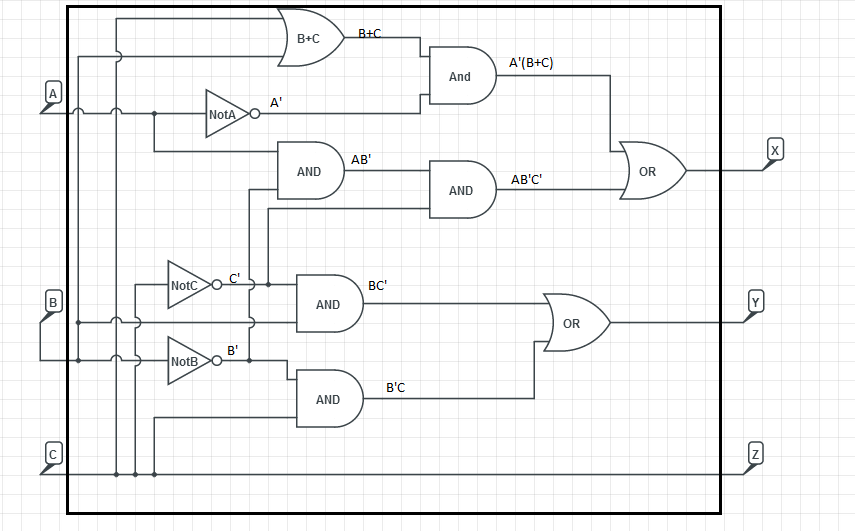 B+C
B+C
And
A'(B+C)
A
NotA
A'
AND
AB'
AND
AB'C'
OR
X
NotC
C'
AND
BC'
B
OR
Y
NotB
B'
AND
B'C
C
Z